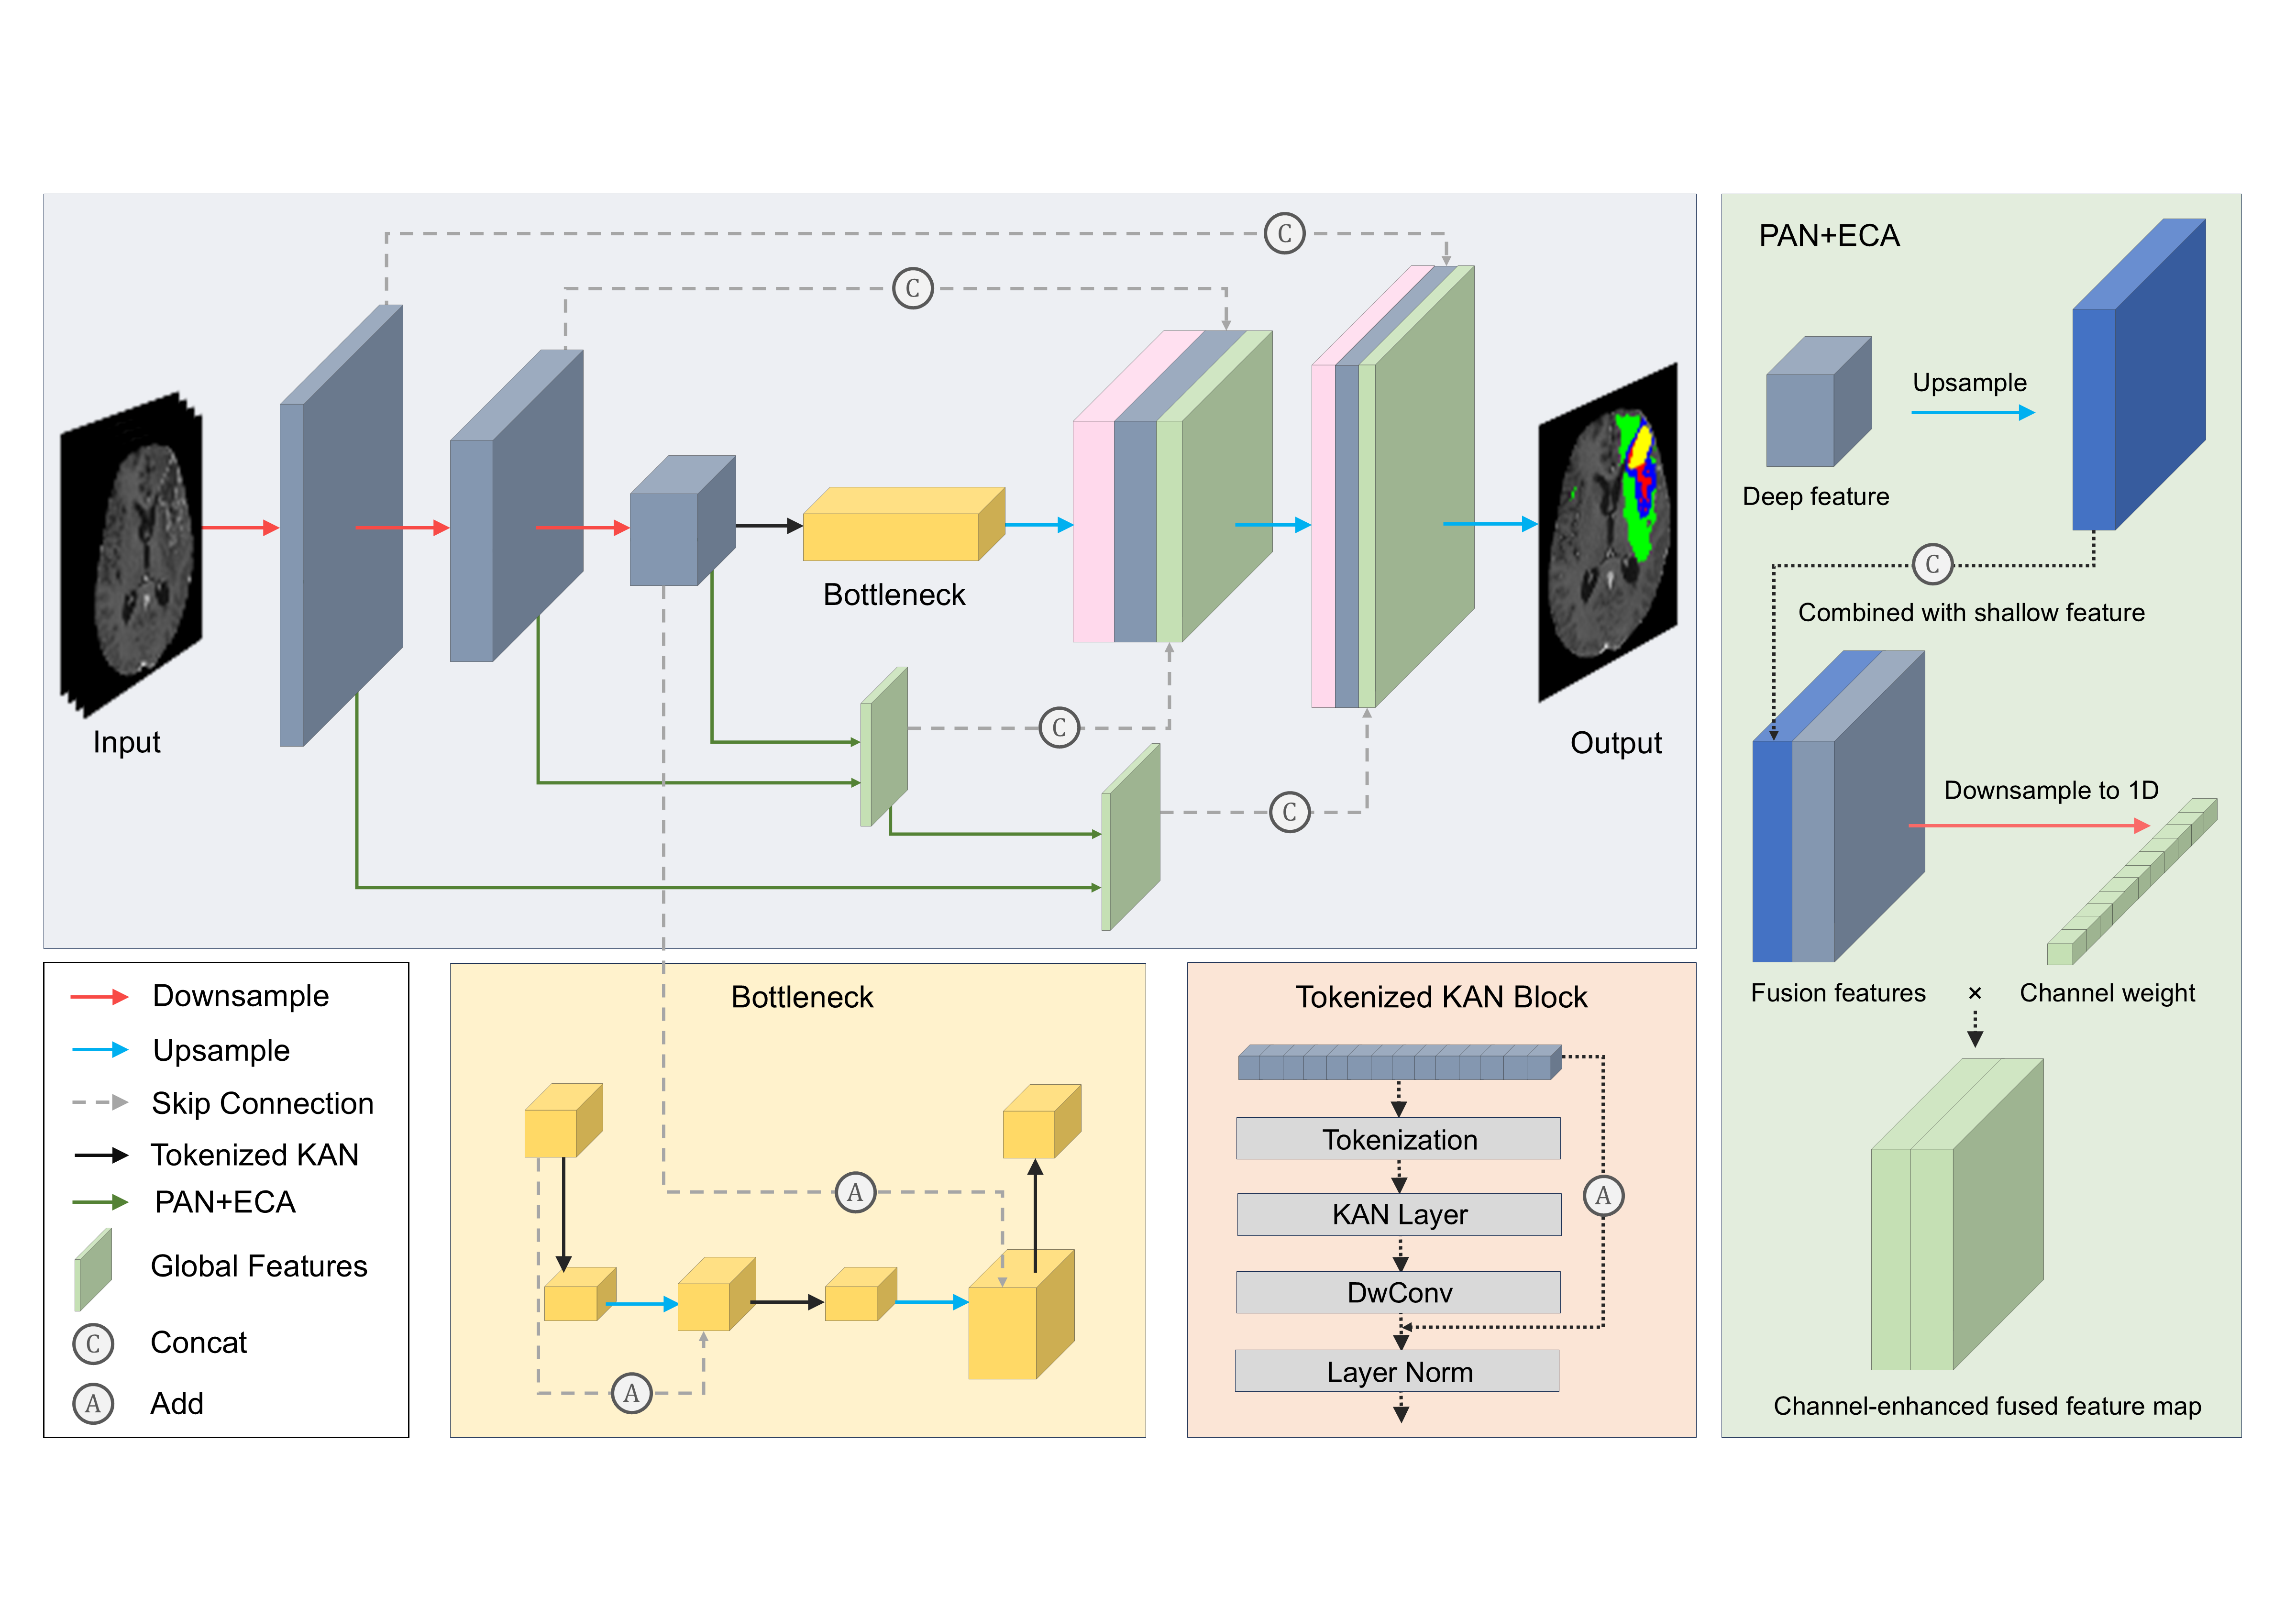 C
C
Input
Bottleneck
C
C
Output
PAN+ECA
Upsample
Deep feature
C
Combined with shallow feature
Downsample to 1D
Fusion features × Channel weight
Channel-enhanced fused feature map
Downsample
Upsample
Skip Connection
Tokenized KAN
PAN+ECA
Global Features
C Concat
A Add
Bottleneck
A
A
Tokenized KAN Block
Tokenization
A
KAN Layer
DwConv
Layer Norm